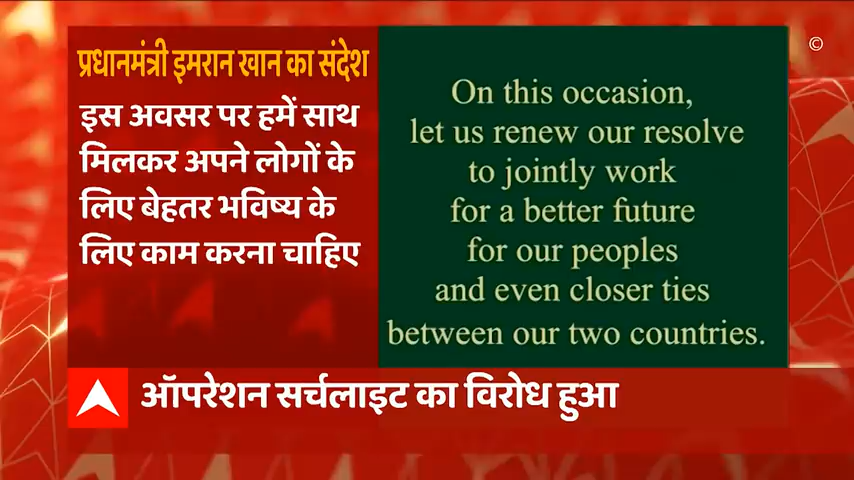 प्रधानमंत्री इमरान खान का संदेश
इस अवसर पर हमें साथ
मिलकर अपने लोगों के
लिए बेहतर भविष्य के
लिए काम करना चाहिए
On this occasion,
let us renew our resolve
to jointly work
for a better future
for our peoples
and even closer ties
between our two countries.
ऑपरेशन सर्चलाइट का विरोध हुआ
©